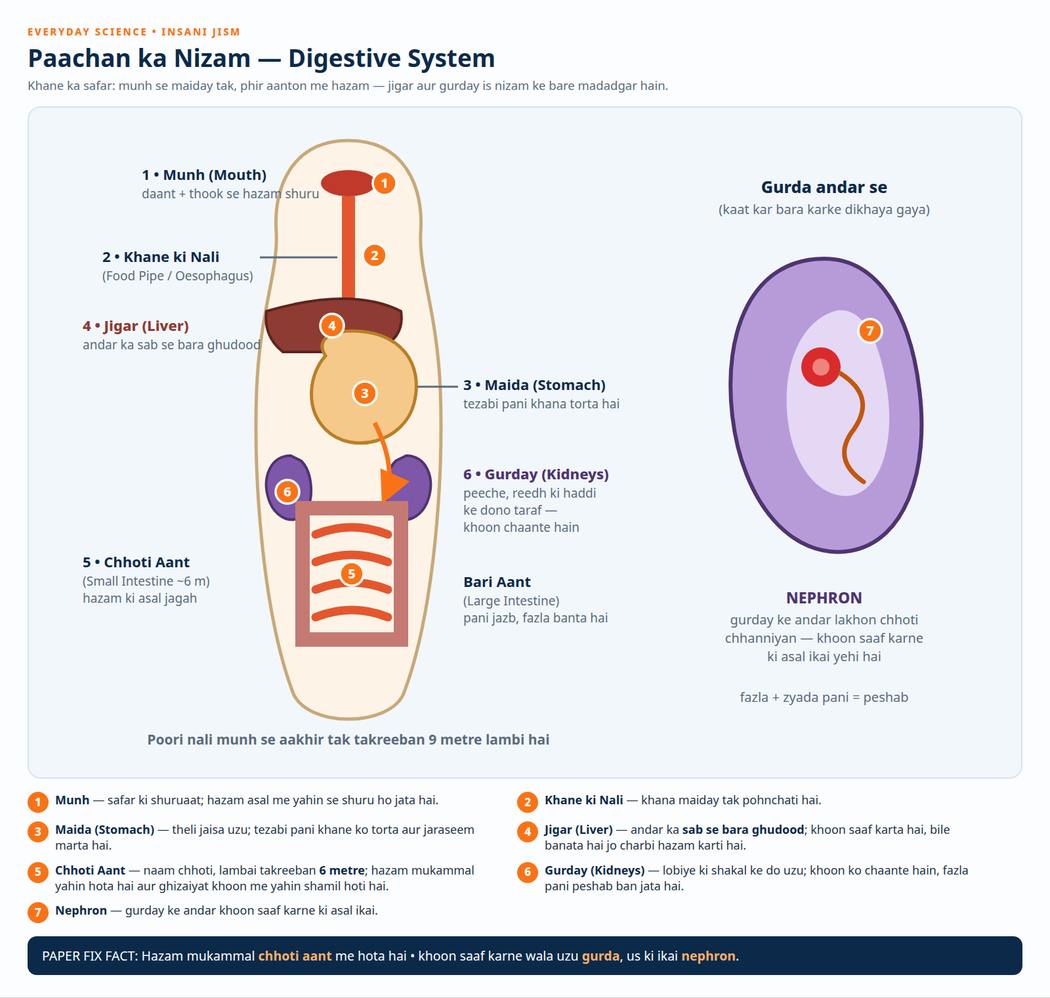 EVERYDAY SCIENCE • INSANI JISM
Paachan ka Nizam — Digestive System
Khane ka safar: munh se maiday tak, phir aanton me hazam — jigar aur gurday is nizam ke bare madadgar hain.
1 • Munh (Mouth)
daant + thook se hazam shuru
1
2 • Khane ki Nali
(Food Pipe / Oesophagus)
2
4 • Jigar (Liver)
andar ka sab se bara ghudood
4
3 • Maida (Stomach)
tezabi pani khana torta hai
3
6 • Gurday (Kidneys)
peeche, reedh ki haddi
ke dono taraf —
khoon chaante hain
6
5 • Chhoti Aant
(Small Intestine ~6 m)
hazam ki asal jagah
5
Bari Aant
(Large Intestine)
pani jazb, fazla banta hai
Poori nali munh se aakhir tak takreeban 9 metre lambi hai
Gurda andar se
(kaat kar bara karke dikhaya gaya)
7
NEPHRON
gurday ke andar lakhon chhoti
chhanniyan — khoon saaf karne
ki asal ikai yehi hai
fazla + zyada pani = peshab
1 Munh — safar ki shuruaat; hazam asal me yahin se shuru ho jata hai.
2 Khane ki Nali — khana maiday tak pohnchati hai.
3 Maida (Stomach) — theli jaisa uzu; tezabi pani khane ko torta aur jaraseem
marta hai.
4 Jigar (Liver) — andar ka sab se bara ghudood; khoon saaf karta hai, bile
banata hai jo charbi hazam karti hai.
5 Chhoti Aant — naam chhoti, lambai takreeban 6 metre; hazam mukammal
yahin hota hai aur ghizaiyat khoon me yahin shamil hoti hai.
6 Gurday (Kidneys) — lobiye ki shakal ke do uzu; khoon ko chaante hain, fazla
pani peshab ban jata hai.
7 Nephron — gurday ke andar khoon saaf karne ki asal ikai.
PAPER FIX FACT: Hazam mukammal chhoti aant me hota hai • khoon saaf karne wala uzu gurda, us ki ikai nephron.